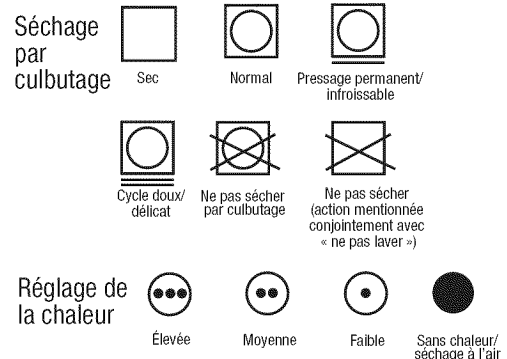 Séchage
par
culbutage
Sec
Normal
Pressage permanent/
infroissable
Cycle doux/
délicat
Ne pas sécher
par culbutage
Ne pas sécher
(action mentionnée
conjointement avec
« ne pas laver »)
Réglage de
la chaleur
Élevée
Moyenne
Faible
Sans chaleur/
séchage à l'air